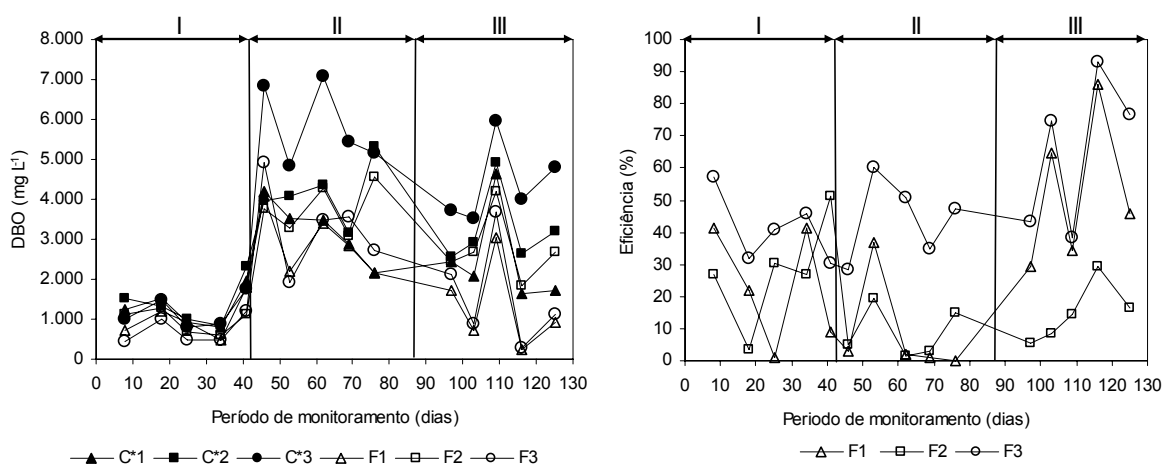 I II III
8.000
7.000
6.000
5.000
4.000
3.000
2.000
1.000
0
DBO (mg L⁻¹)
0 10 20 30 40 50 60 70 80 90 100 110 120 130
Período de monitoramento (dias)
C*1 C*2 C*3 F1 F2 F3
I II III
100
90
80
70
60
50
40
30
20
10
0
Eficiência (%)
0 10 20 30 40 50 60 70 80 90 100 110 120 130
Periodo de monitoramento (dias)
F1 F2 F3